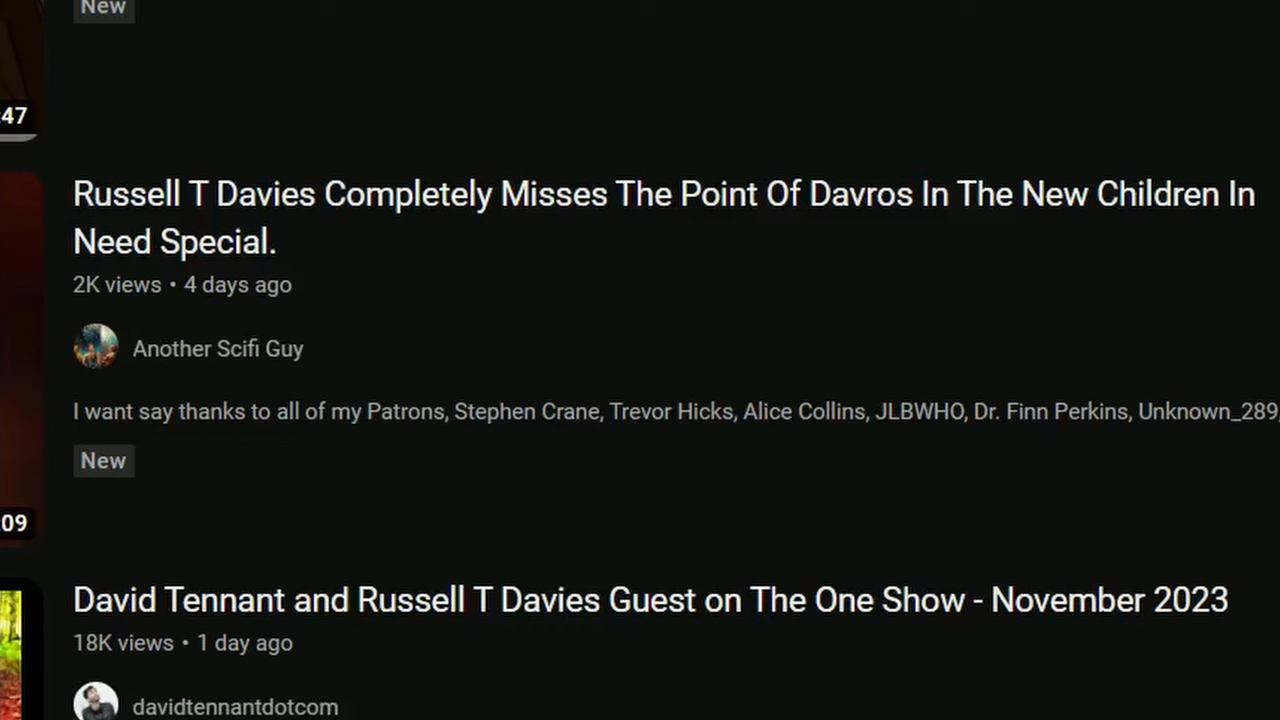 New
:47
Russell T Davies Completely Misses The Point Of Davros In The New Children In
Need Special.
2K views • 4 days ago
Another Scifi Guy
I want say thanks to all of my Patrons, Stephen Crane, Trevor Hicks, Alice Collins, JLBWHO, Dr. Finn Perkins, Unknown_289,
New
:09
David Tennant and Russell T Davies Guest on The One Show - November 2023
18K views • 1 day ago
davidtennantdotcom